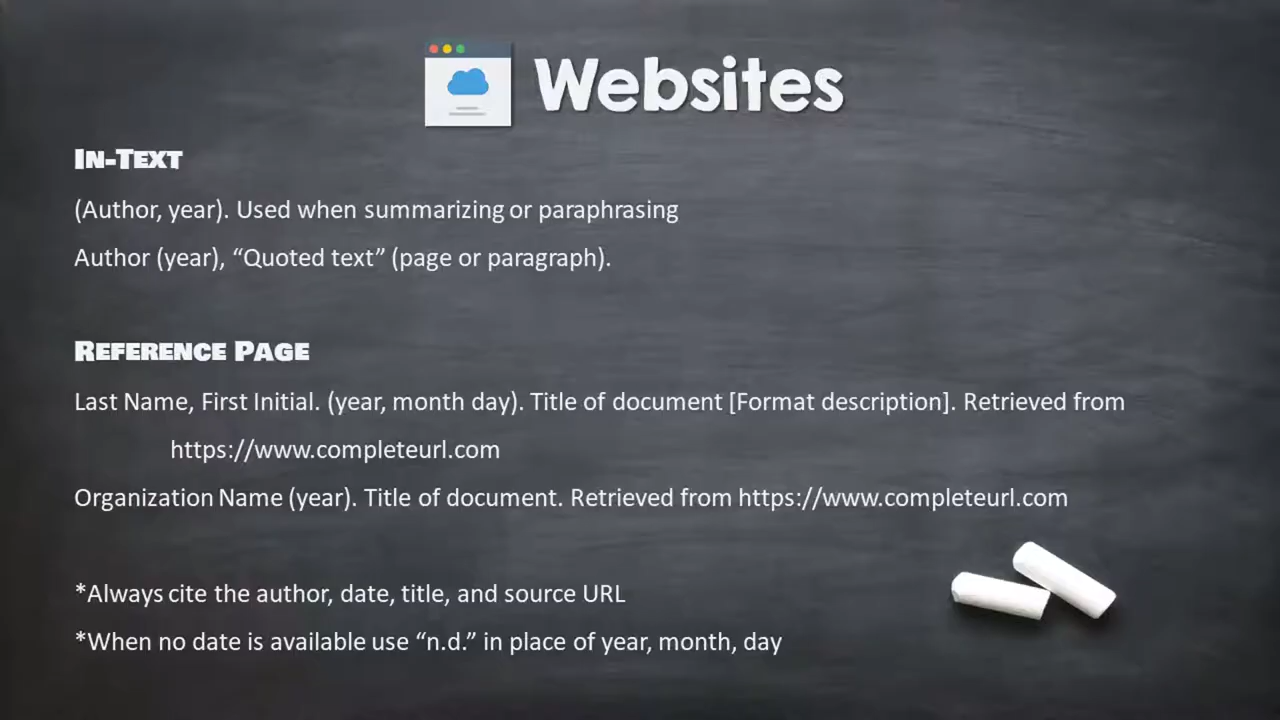 Websites
In-Text
(Author, year). Used when summarizing or paraphrasing
Author (year), “Quoted text” (page or paragraph).
Reference Page
Last Name, First Initial. (year, month day). Title of document [Format description]. Retrieved from
https://www.completeurl.com
Organization Name (year). Title of document. Retrieved from https://www.completeurl.com
*Always cite the author, date, title, and source URL
*When no date is available use “n.d.” in place of year, month, day